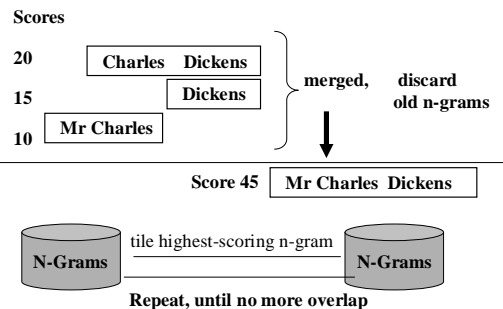 Scores
20 Charles Dickens
15 Dickens
10 Mr Charles
merged, discard
old n-grams
Score 45 Mr Charles Dickens
tile highest-scoring n-gram
N-Grams N-Grams
Repeat, until no more overlap